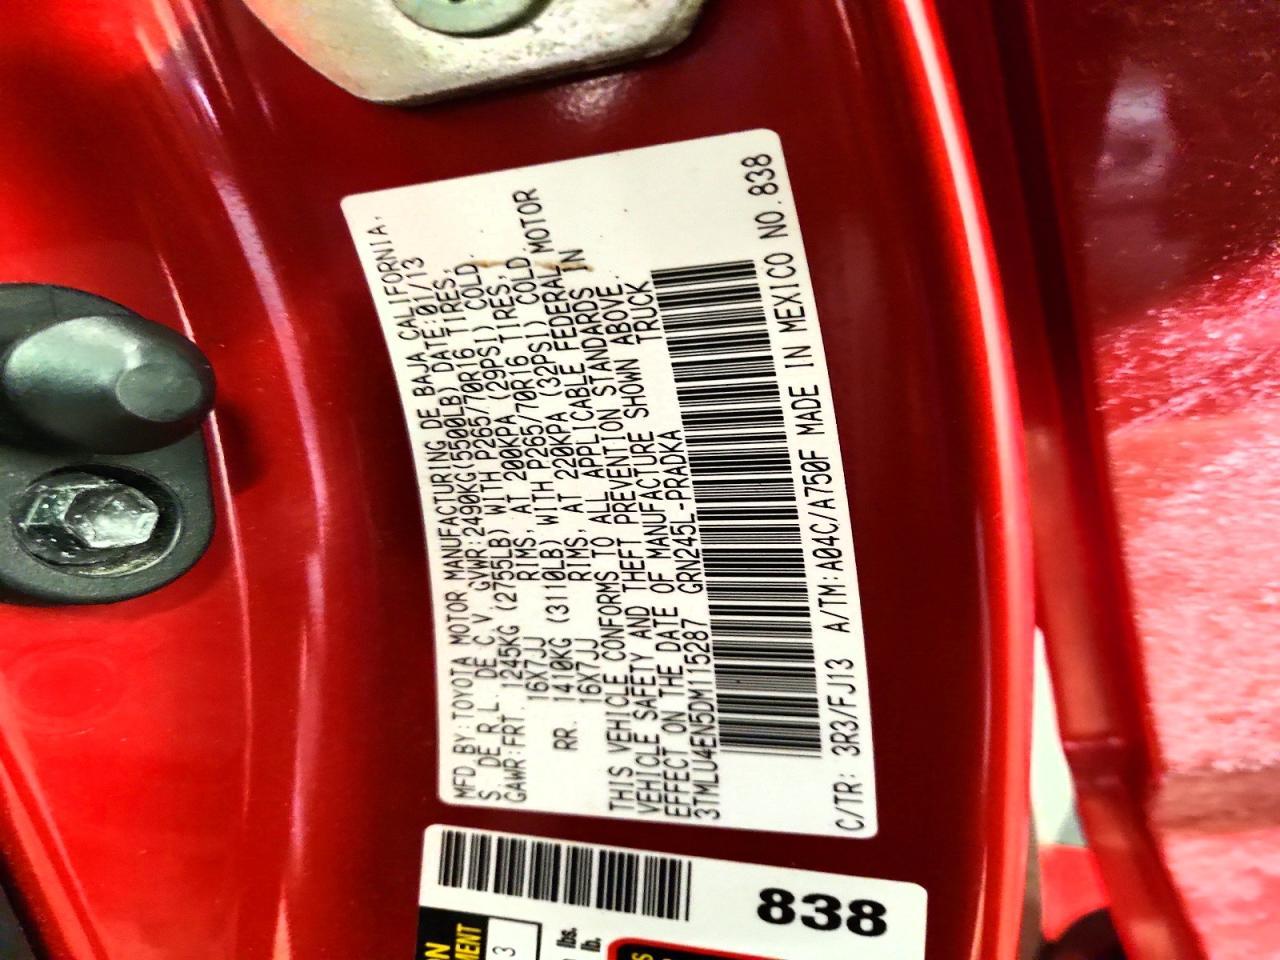 MFD.BY:TOYOTA MOTOR MANUFACTURING DE BAJA CALIFORNIA,
S. DE R.L. DE C.V. GVWR:2490KG(5500LB) DATE:01/13
GAWR:FRT. 1245KG (2755LB) WITH P265/70R16 TIRES,
16X7JJ RIMS, AT 200KPA (29PSI) COLD.
RR. 1410KG (3110LB) WITH P265/70R16 TIRES,
16X7JJ RIMS, AT 220KPA (32PSI) COLD.
THIS VEHICLE CONFORMS TO ALL APPLICABLE FEDERAL MOTOR
VEHICLE SAFETY AND THEFT PREVENTION STANDARDS IN
EFFECT ON THE DATE OF MANUFACTURE SHOWN ABOVE.
3TMLU4EN5DM115287 GRN245L-PRADKA TRUCK
C/TR: 3R3/FJ13 A/TM:A04C/A750F MADE IN MEXICO NO.838
838
3
lbs.
lb.